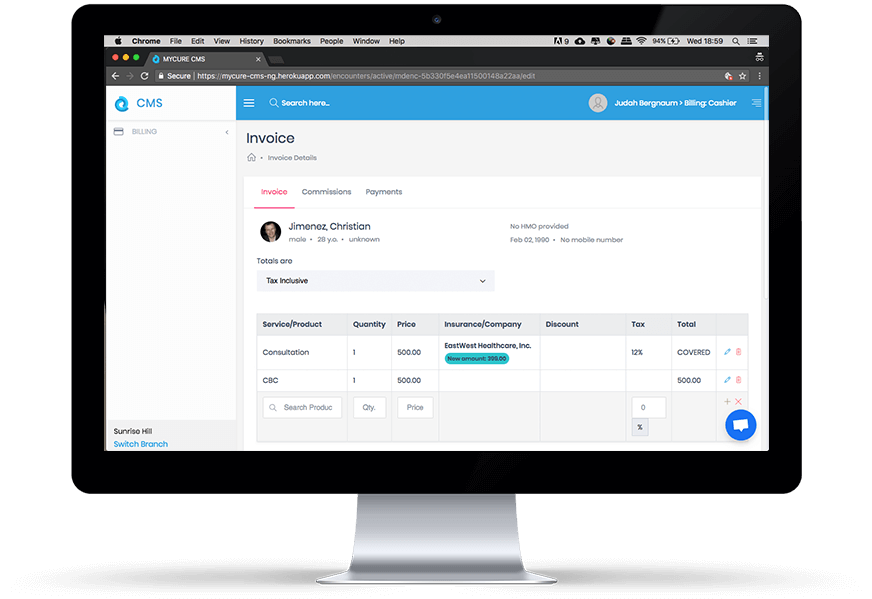 Chrome File Edit View History Bookmarks People Window Help 9 94% Wed 18:59
MYCURE CMS
Secure https://mycure-cms-ng.herokuapp.com/encounters/active/mdenc-5b330f5e4ea11500148a22aa/edit
CMS Search here.. Judah Bergnaum > Billing: Cashier
BILLING
Invoice
Invoice Details
Invoice Commissions Payments
Jimenez, Christian No HMO provided
male • 28 y.o. • unknown Feb 02, 1990 • No mobile number
Totals are
Tax Inclusive
Service/Product Quantity Price Insurance/Company Discount Tax Total
Consultation 1 500.00 EastWest Healthcare, Inc. 12% COVERED
New amount: 399.00
CBC 1 500.00 500.00
Search Produc Qty. Price 0
%
Sunrise Hill
Switch Branch